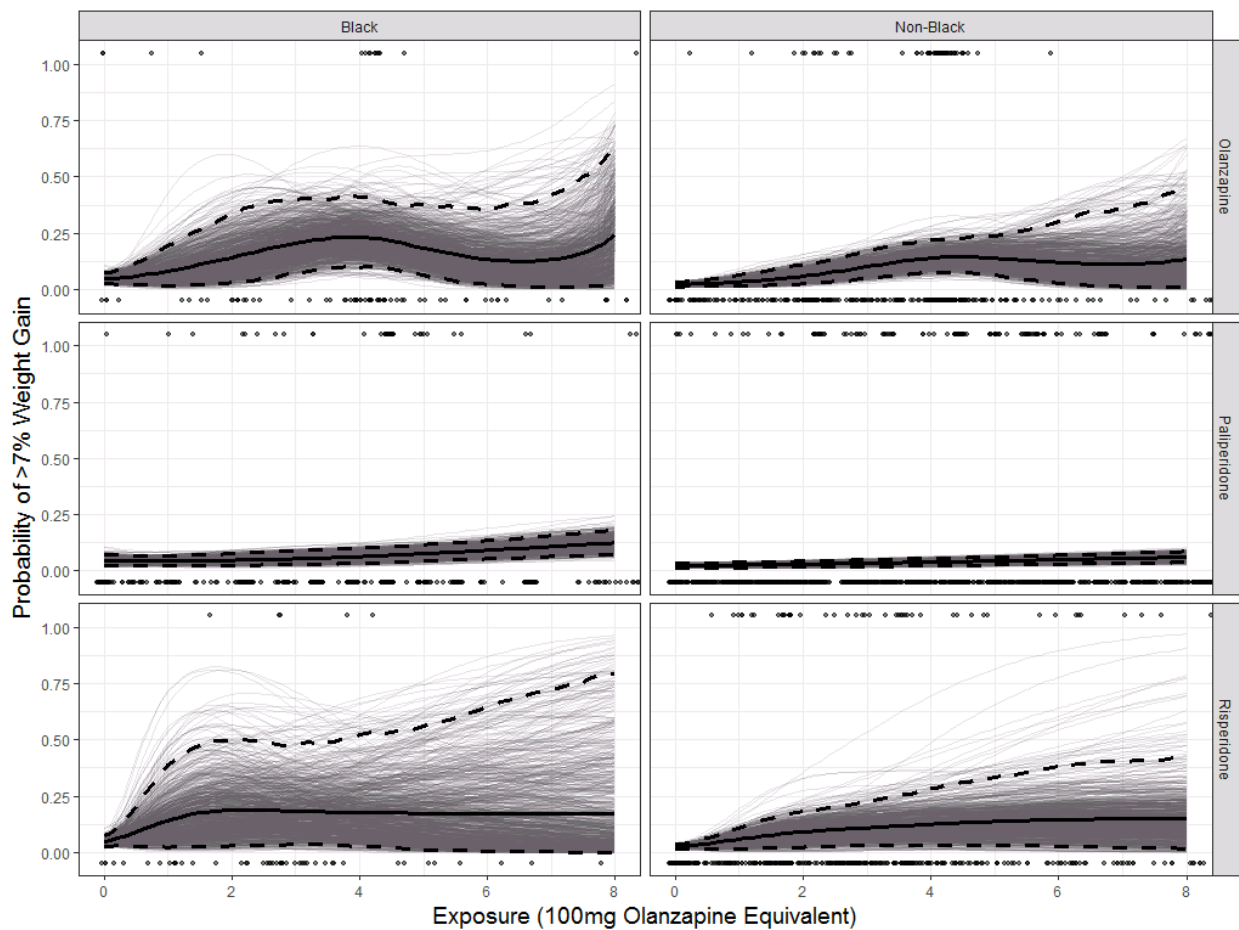 Black
Non-Black
1.00
0.75
0.50
0.25
0.00
Olanzapine
1.00
0.75
0.50
0.25
0.00
Paliperidone
1.00
0.75
0.50
0.25
0.00
Risperidone
Probability of >7% Weight Gain
0 2 4 6 8
0 2 4 6 8
Exposure (100mg Olanzapine Equivalent)